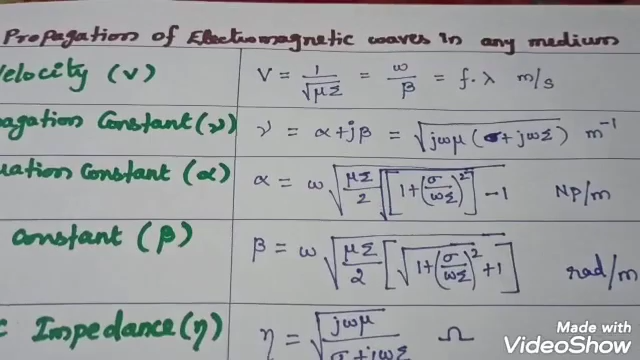 Propagation of Electromagnetic waves in any medium
Velocity (v) V = 1/√με = ω/β = f·λ m/s
Constant (γ) γ = α+jβ = √jωμ(σ+jωε) m⁻¹
Constant (α) α = ω√με/2[√1+(σ/ωε)²-1] Np/m
Constant (β) β = ω√με/2[√1+(σ/ωε)²+1] rad/m
Impedance (η) η = √jωμ/σ+jωε Ω
Made with
VideoShow